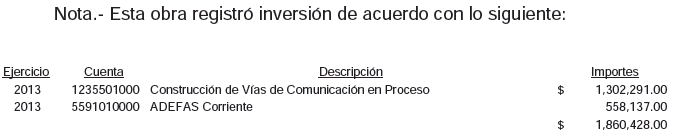 Nota.- Esta obra registró inversión de acuerdo con lo siguiente:
Ejercicio Cuenta Descripción Importes
2013 1235501000 Construcción de Vías de Comunicación en Proceso $ 1,302,291.00
2013 5591010000 ADEFAS Corriente 558,137.00
$ 1,860,428.00